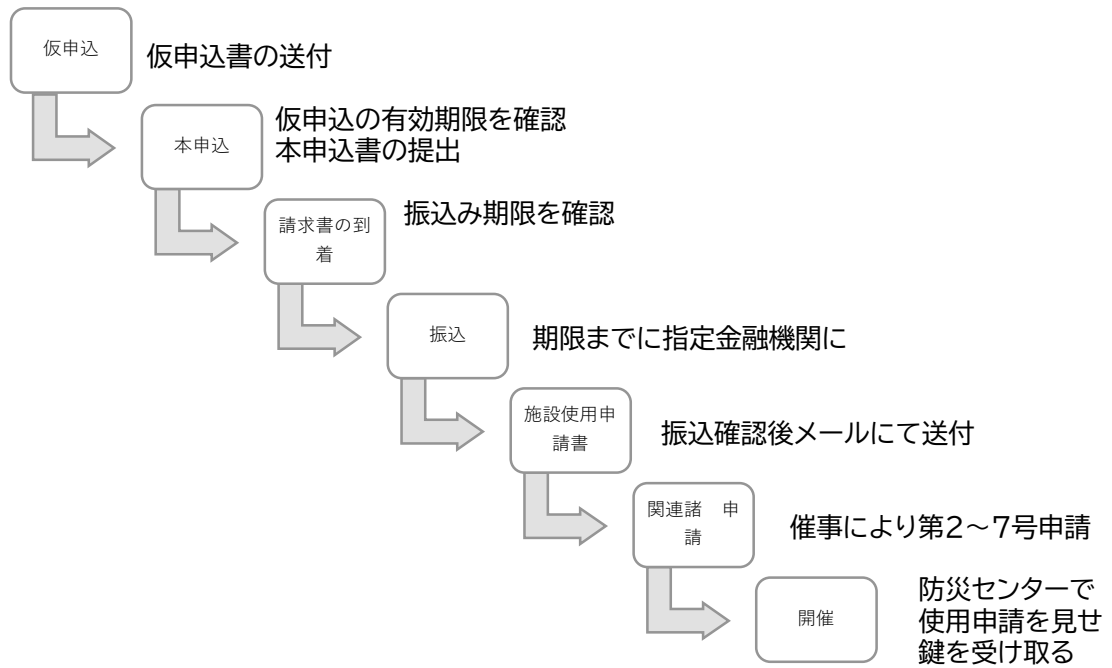 仮申込
仮申込書の送付
本申込
仮申込の有効期限を確認
本申込書の提出
請求書の到
着
振込み期限を確認
振込
期限までに指定金融機関に
施設使用申
請書
振込確認後メールにて送付
関連諸　申
請
催事により第2～7号申請
開催
防災センターで
使用申請を見せ
鍵を受け取る